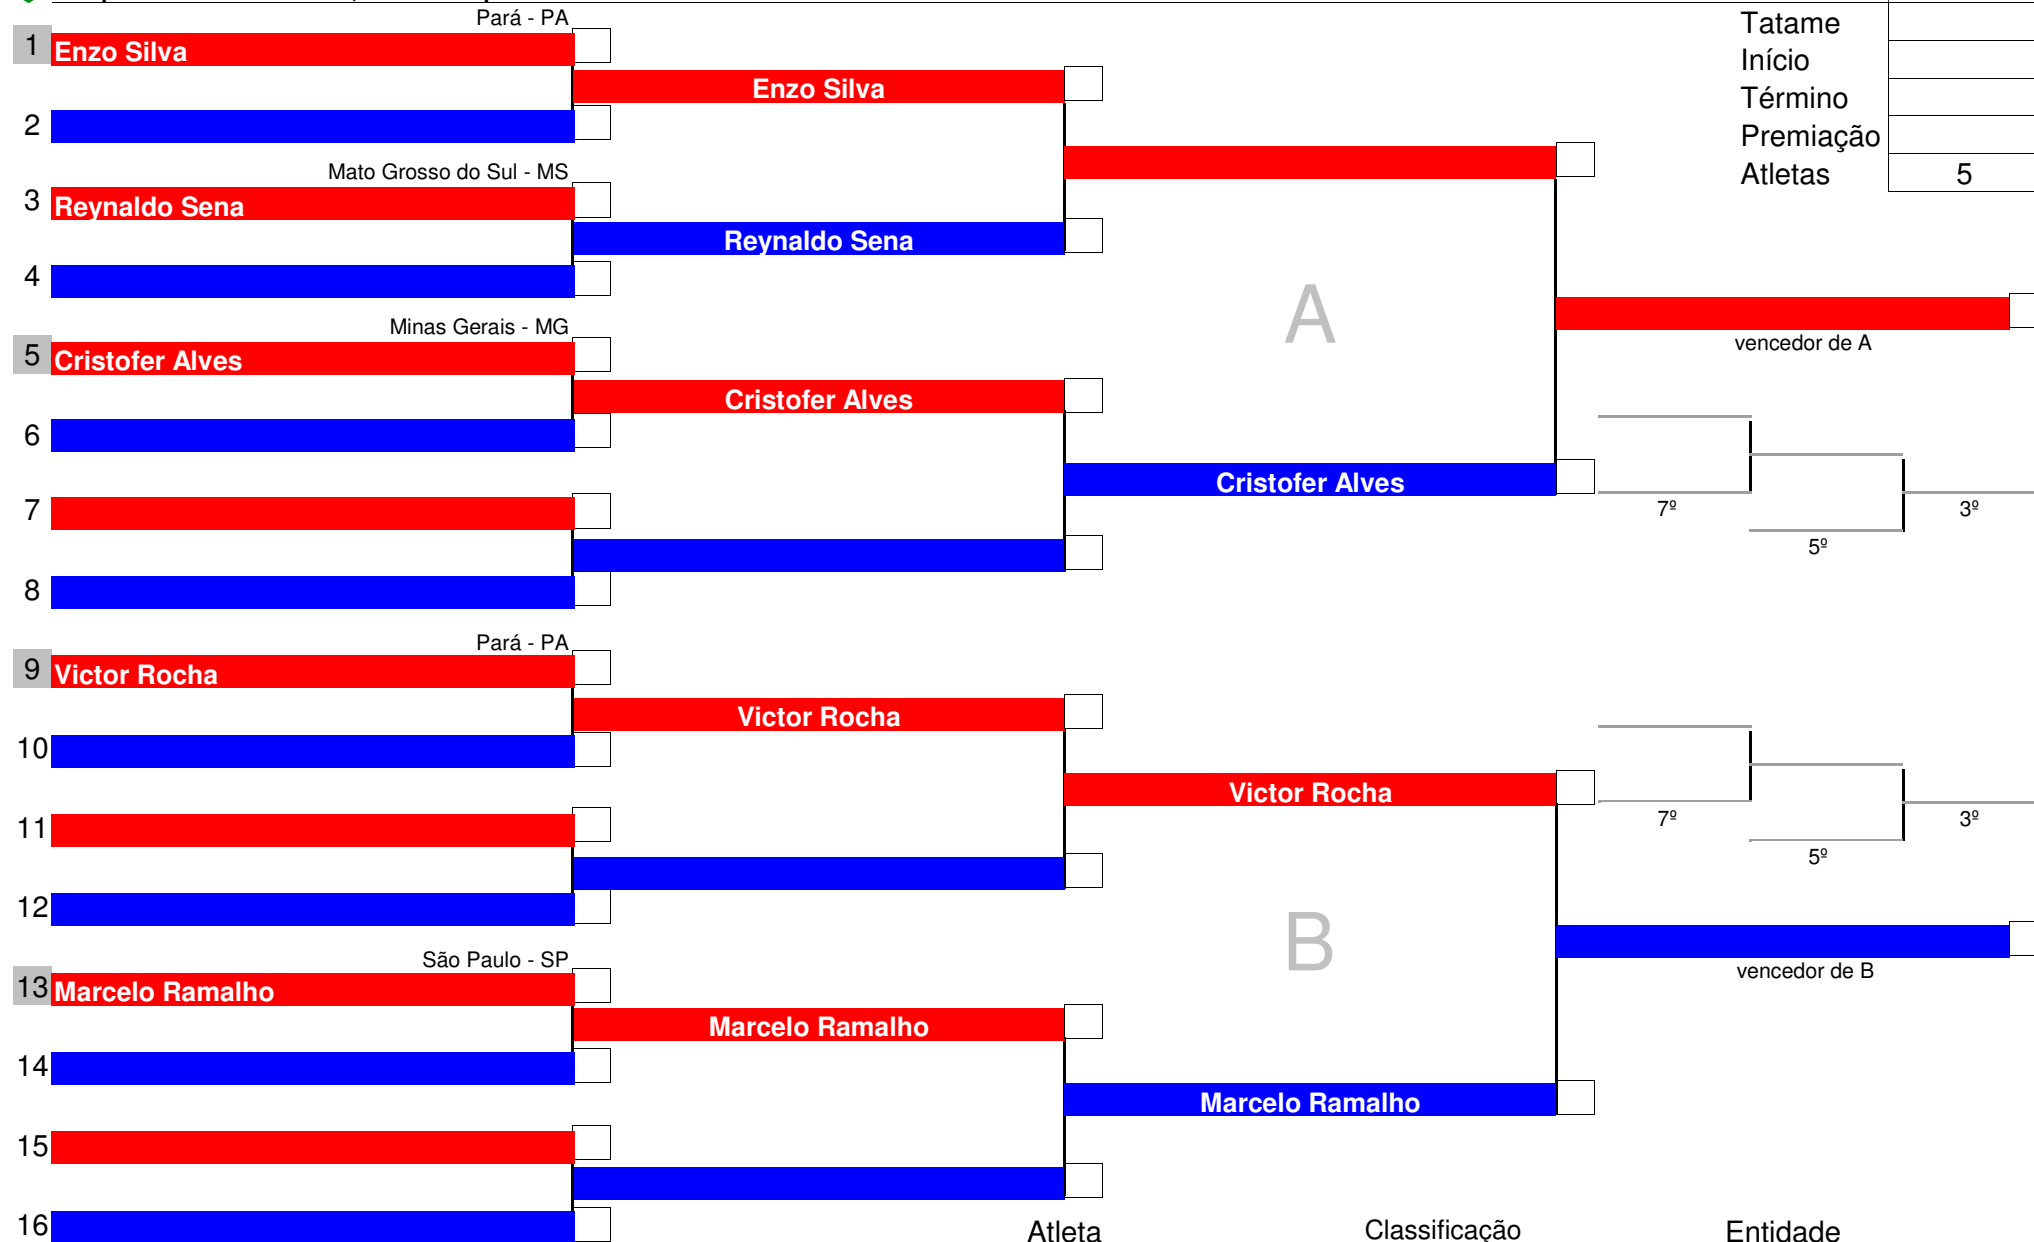 Pará - PA
1 Enzo Silva
Enzo Silva
2
Mato Grosso do Sul - MS
3 Reynaldo Sena
Reynaldo Sena
4
Minas Gerais - MG
5 Cristofer Alves
Cristofer Alves
6
Cristofer Alves
7
8
Tatame
Início
Término
Premiação
Atletas 5
A
vencedor de A
7º
3º
5º
Pará - PA
9 Victor Rocha
Victor Rocha
10
Victor Rocha
11
12
São Paulo - SP
13 Marcelo Ramalho
Marcelo Ramalho
14
Marcelo Ramalho
15
16
7º
3º
5º
B
vencedor de B
Atleta Classificação Entidade